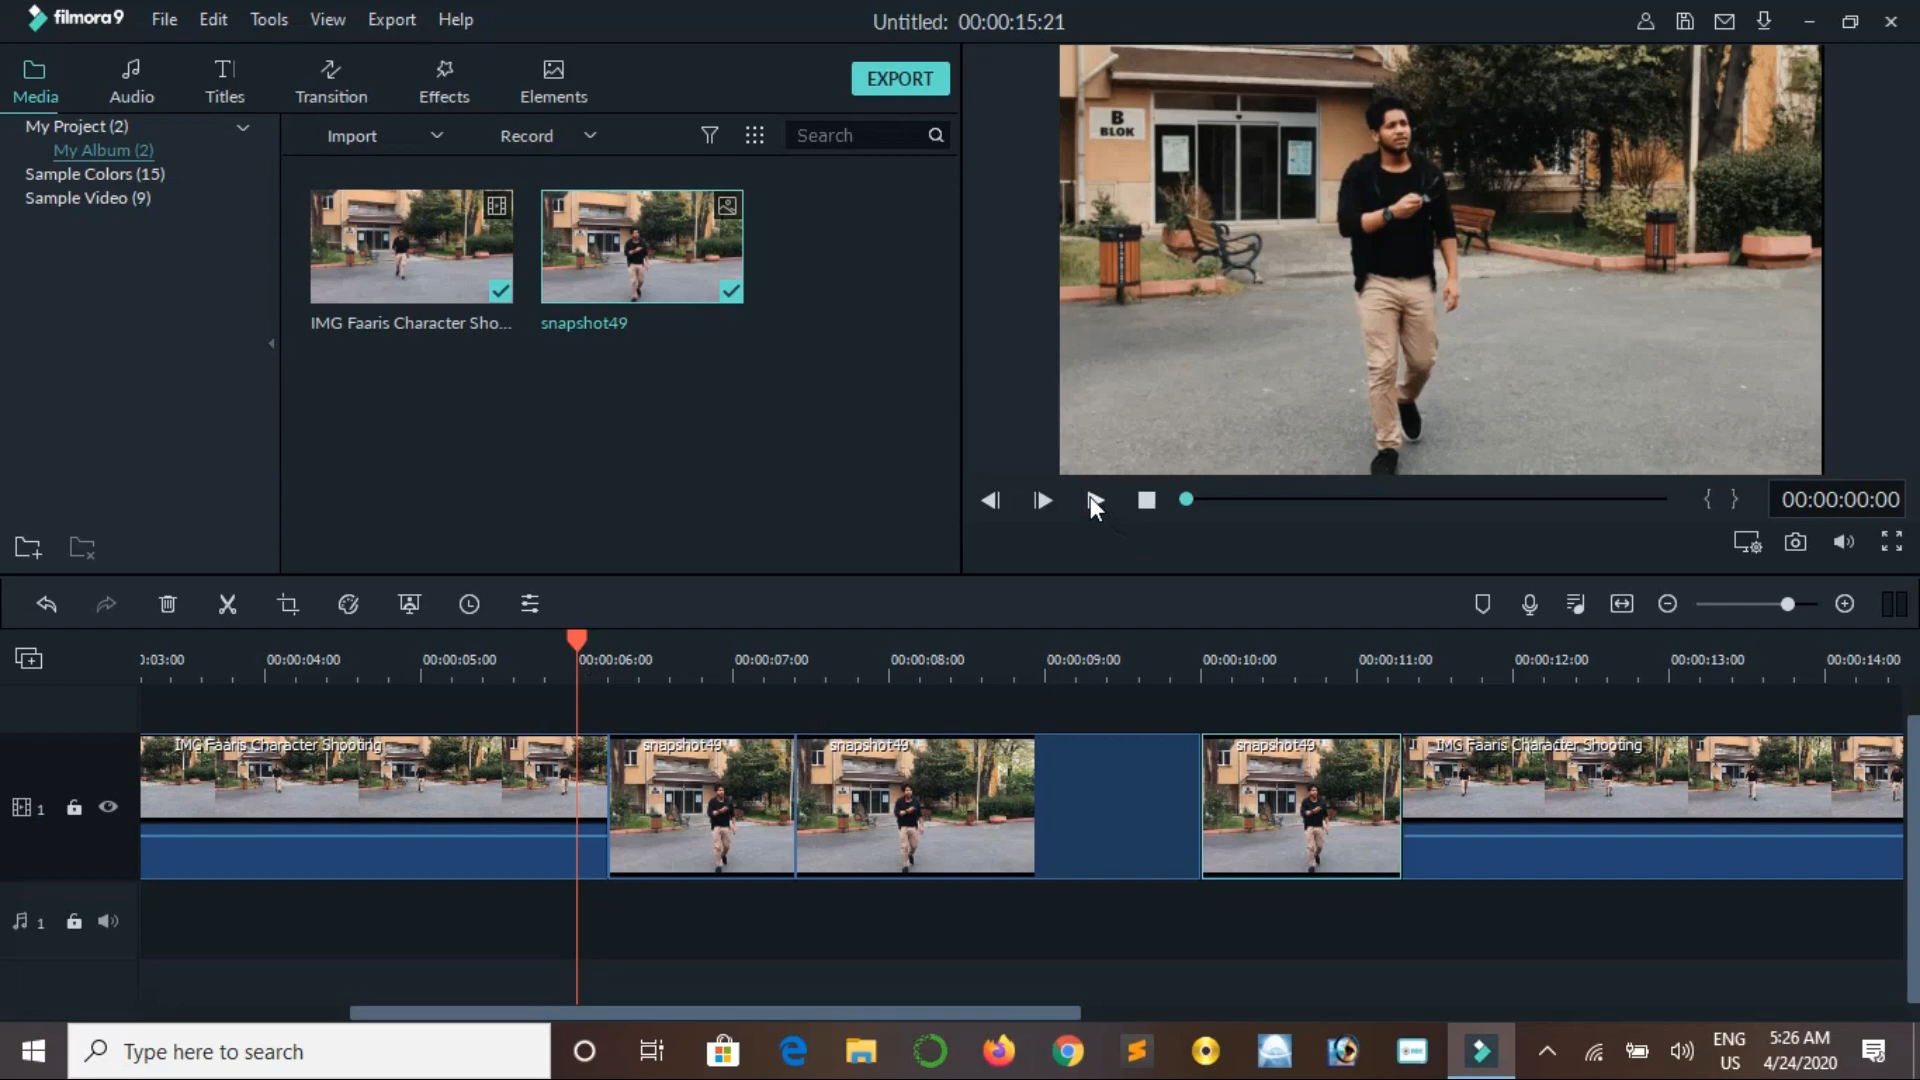 filmora9
File Edit Tools View Export Help
Untitled: 00:00:15:21
Media Audio Titles Transition Effects Elements
EXPORT
My Project (2)
My Album (2)
Sample Colors (15)
Sample Video (9)
Import Record Search
IMG Faaris Character Sho...
snapshot49
B
BLOK
00:00:00:00
0:03:00 00:00:04:00 00:00:05:00 00:00:06:00 00:00:07:00 00:00:08:00 00:00:09:00 00:00:10:00 00:00:11:00 00:00:12:00 00:00:13:00 00:00:14:00
IMG Faaris Character Shooting snapshot49 snapshot49 snapshot49 IMG Faaris Character Shooting
1
1
Type here to search
ENG
US
5:26 AM
4/24/2020